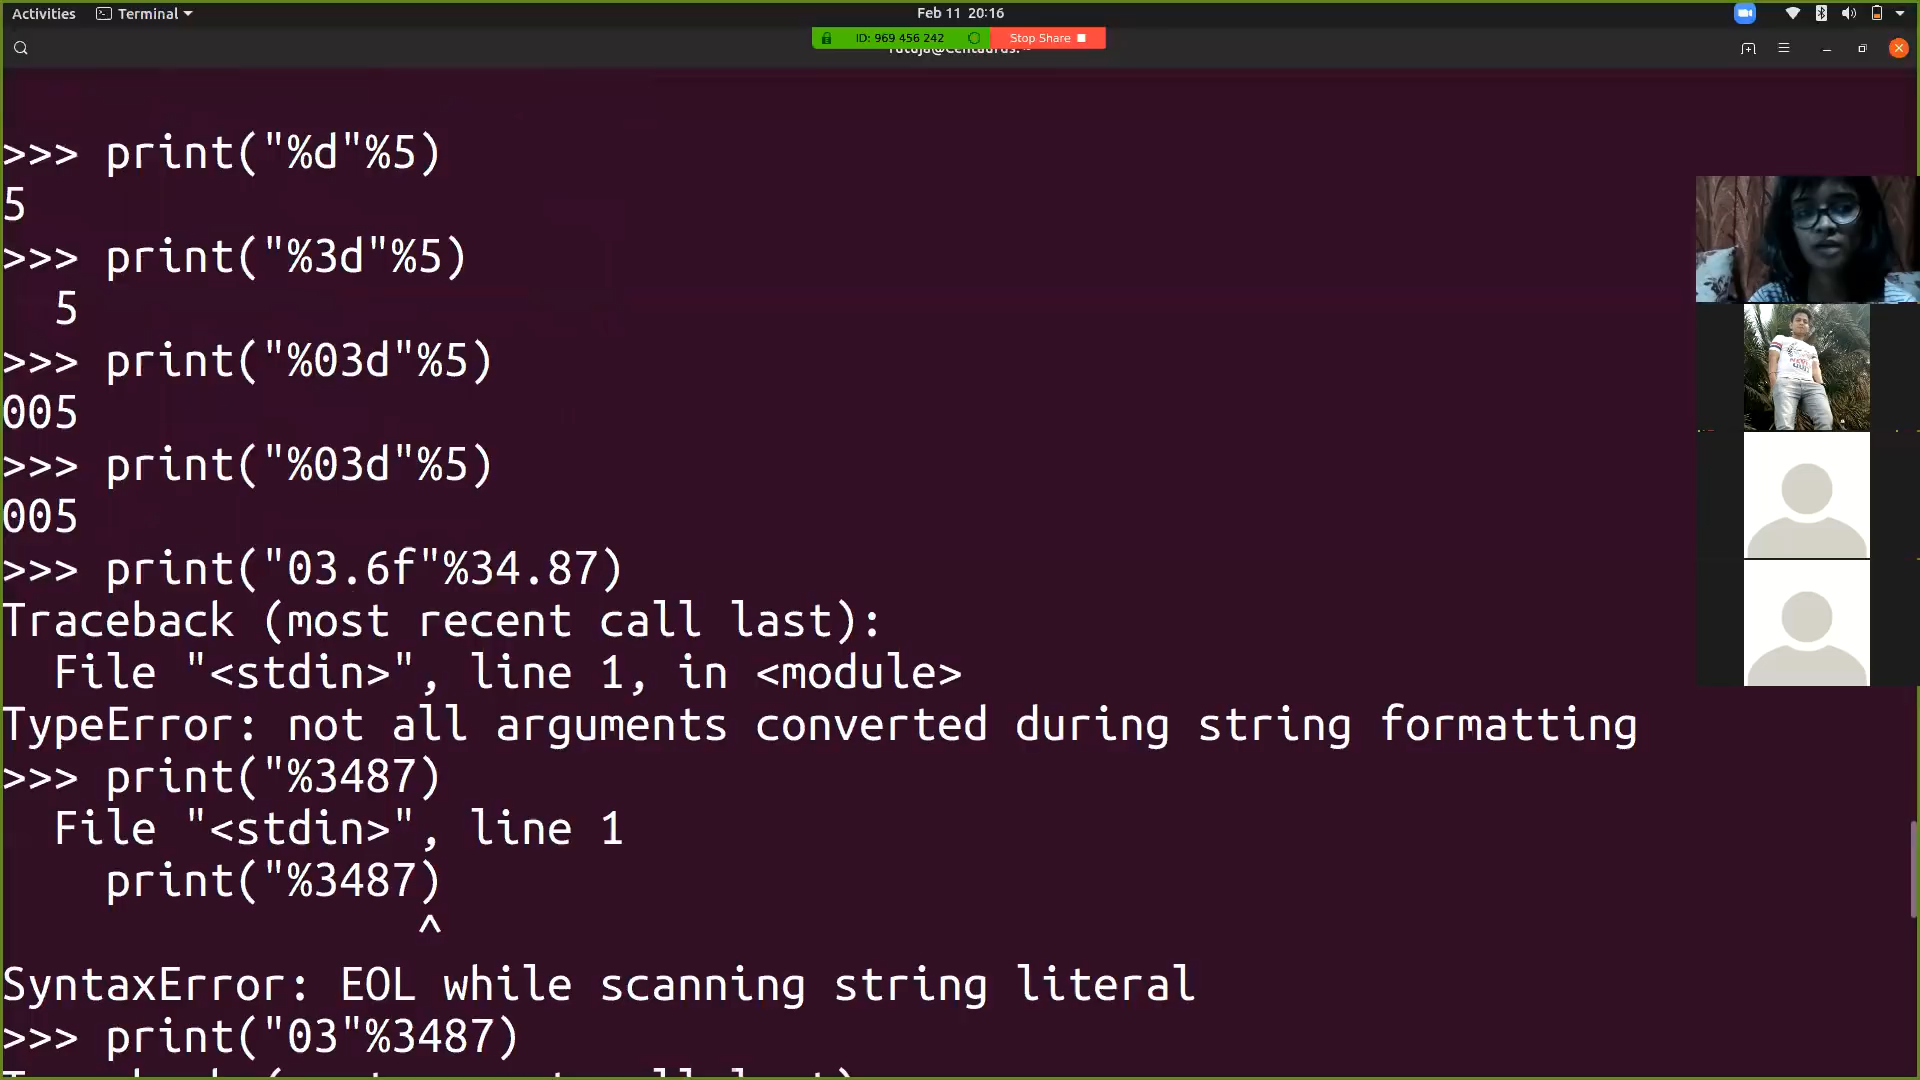 Activities Terminal Feb 11 20:16
ID: 969 456 242 Stop Share
>>> print("%d"%5)
5
>>> print("%3d"%5)
  5
>>> print("%03d"%5)
005
>>> print("%03d"%5)
005
>>> print("03.6f"%34.87)
Traceback (most recent call last):
  File "<stdin>", line 1, in <module>
TypeError: not all arguments converted during string formatting
>>> print("%3487)
  File "<stdin>", line 1
    print("%3487)
                ^
SyntaxError: EOL while scanning string literal
>>> print("03"%3487)